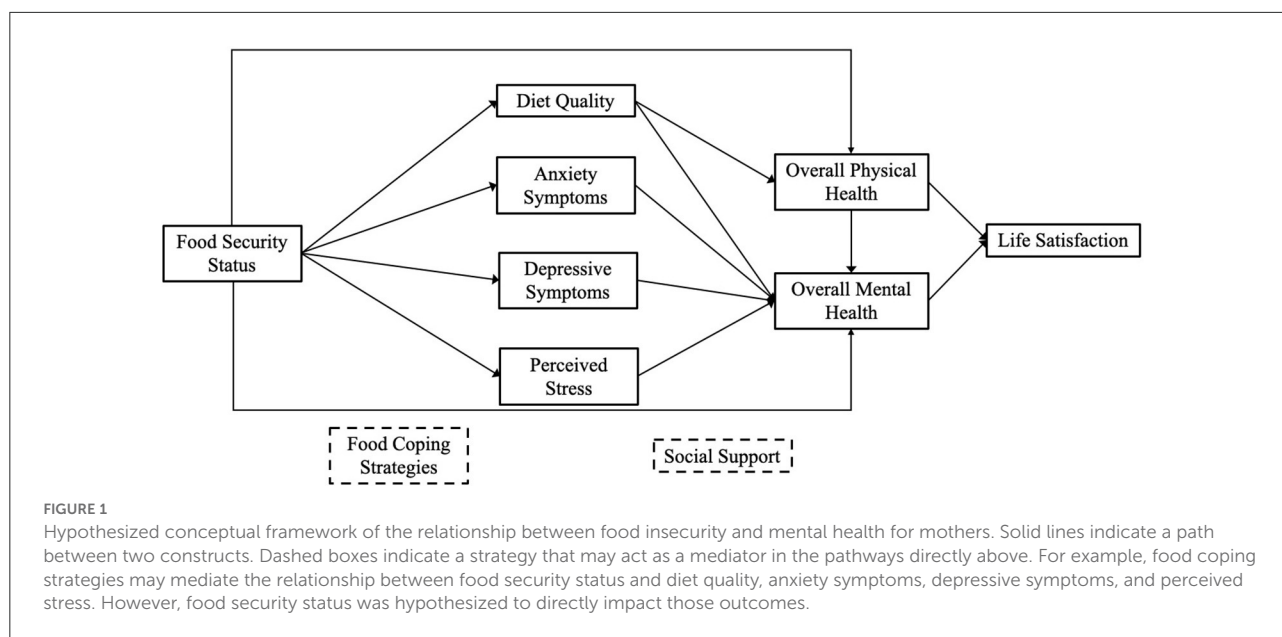 Diet Quality
Anxiety
Symptoms
Overall Physical
Health
Food Security
Status
Life Satisfaction
Depressive
Symptoms
Overall Mental
Health
Perceived
Stress
Food Coping
Strategies
Social Support
FIGURE 1
Hypothesized conceptual framework of the relationship between food insecurity and mental health for mothers. Solid lines indicate a path
between two constructs. Dashed boxes indicate a strategy that may act as a mediator in the pathways directly above. For example, food coping
strategies may mediate the relationship between food security status and diet quality, anxiety symptoms, depressive symptoms, and perceived
stress. However, food security status was hypothesized to directly impact those outcomes.